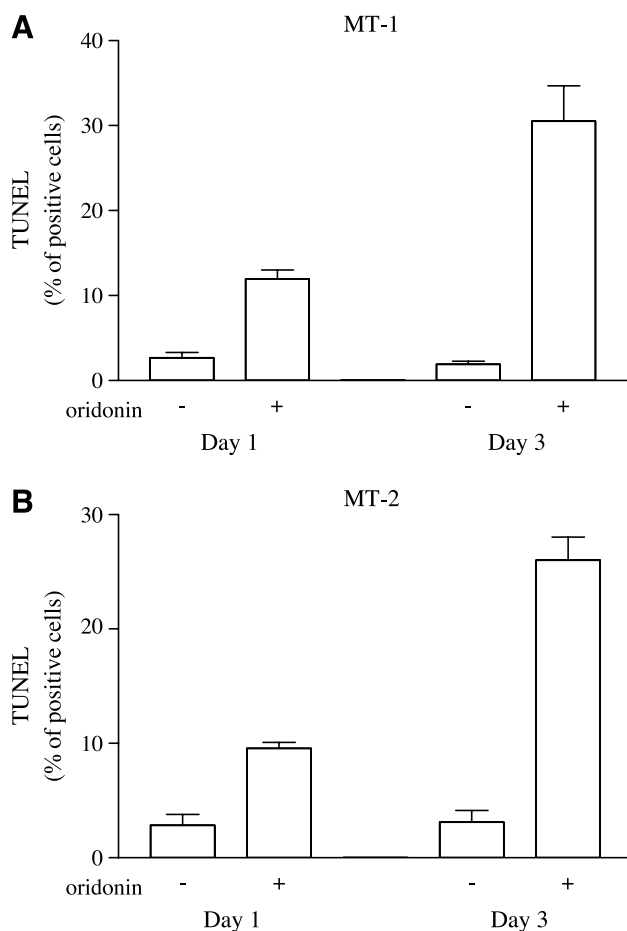 A
MT-1
TUNEL
(% of positive cells)
40
30
20
10
0
oridonin - + - +
Day 1 Day 3
B
MT-2
TUNEL
(% of positive cells)
30
20
10
0
oridonin - + - +
Day 1 Day 3